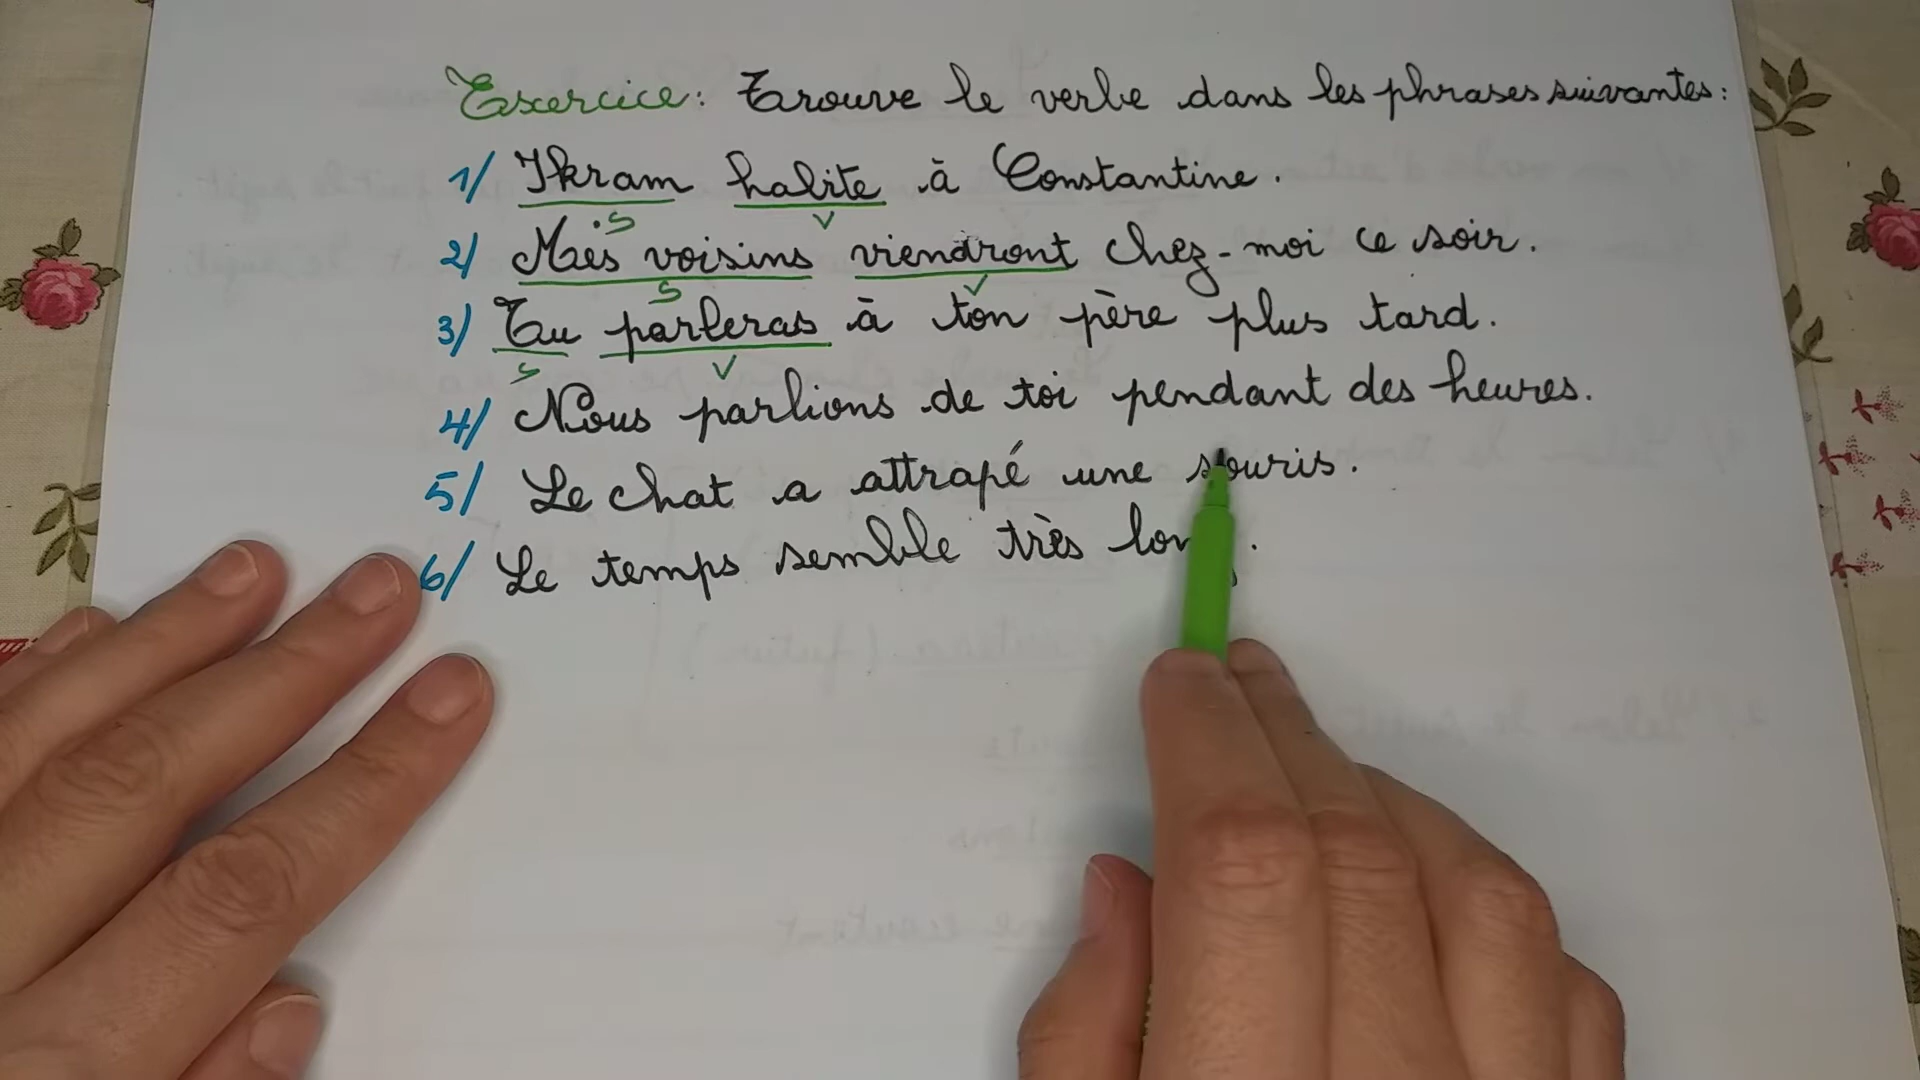 Exercice: Trouve le verbe dans les phrases suivantes:
1/ Ikram habite à Constantine.
S V
2/ Mes voisins viendront chez-moi ce soir.
S V
3/ Tu parleras à ton père plus tard.
S V
4/ Nous parlions de toi pendant des heures.
5/ Le chat a attrapé une souris.
6/ Le temps semble très .